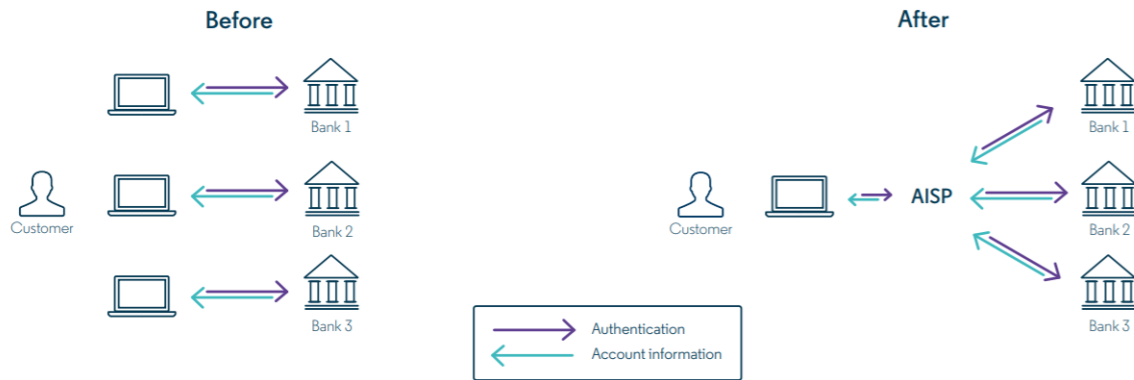 Before
After
Bank 1
Bank 1
Customer
Bank 2
Customer
AISP
Bank 2
Bank 3
Bank 3
Authentication
Account information